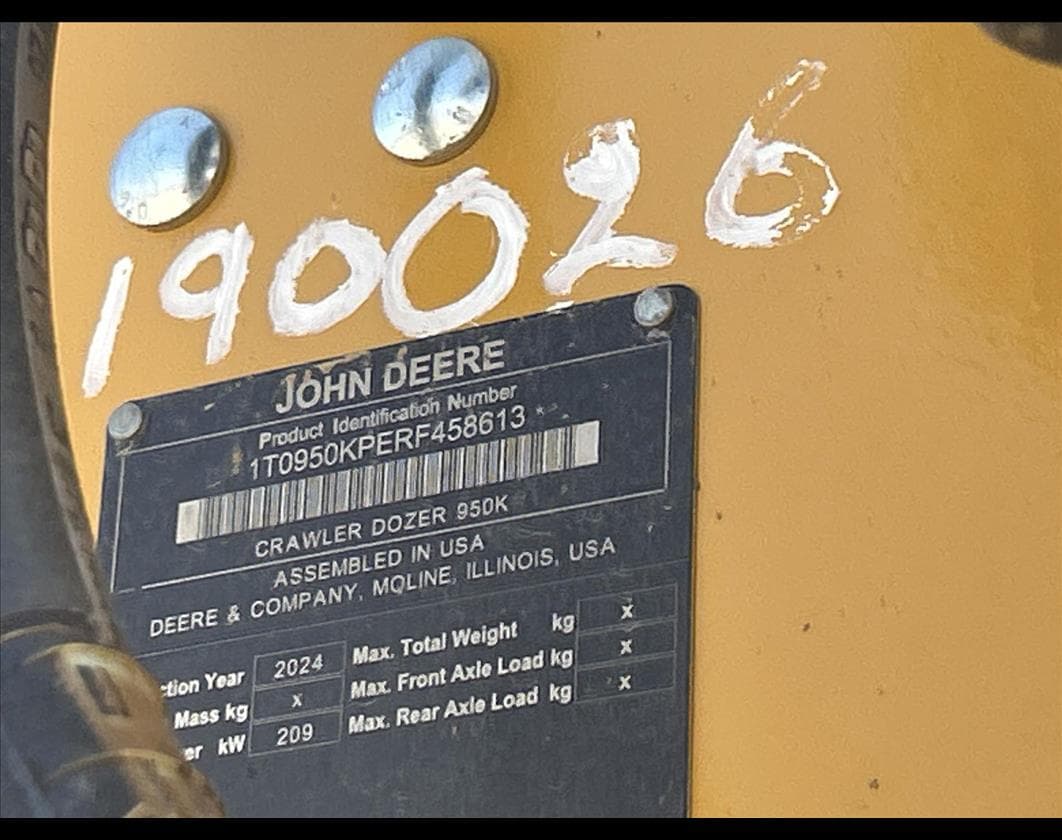 190026
JOHN DEERE
Product Identification Number
* 1T0950KPERF458613 *
CRAWLER DOZER 950K
ASSEMBLED IN USA
DEERE & COMPANY, MOLINE, ILLINOIS, USA
ction Year 2024 Max. Total Weight kg x
Mass kg x Max. Front Axle Load kg x
er kW 209 Max. Rear Axle Load kg x